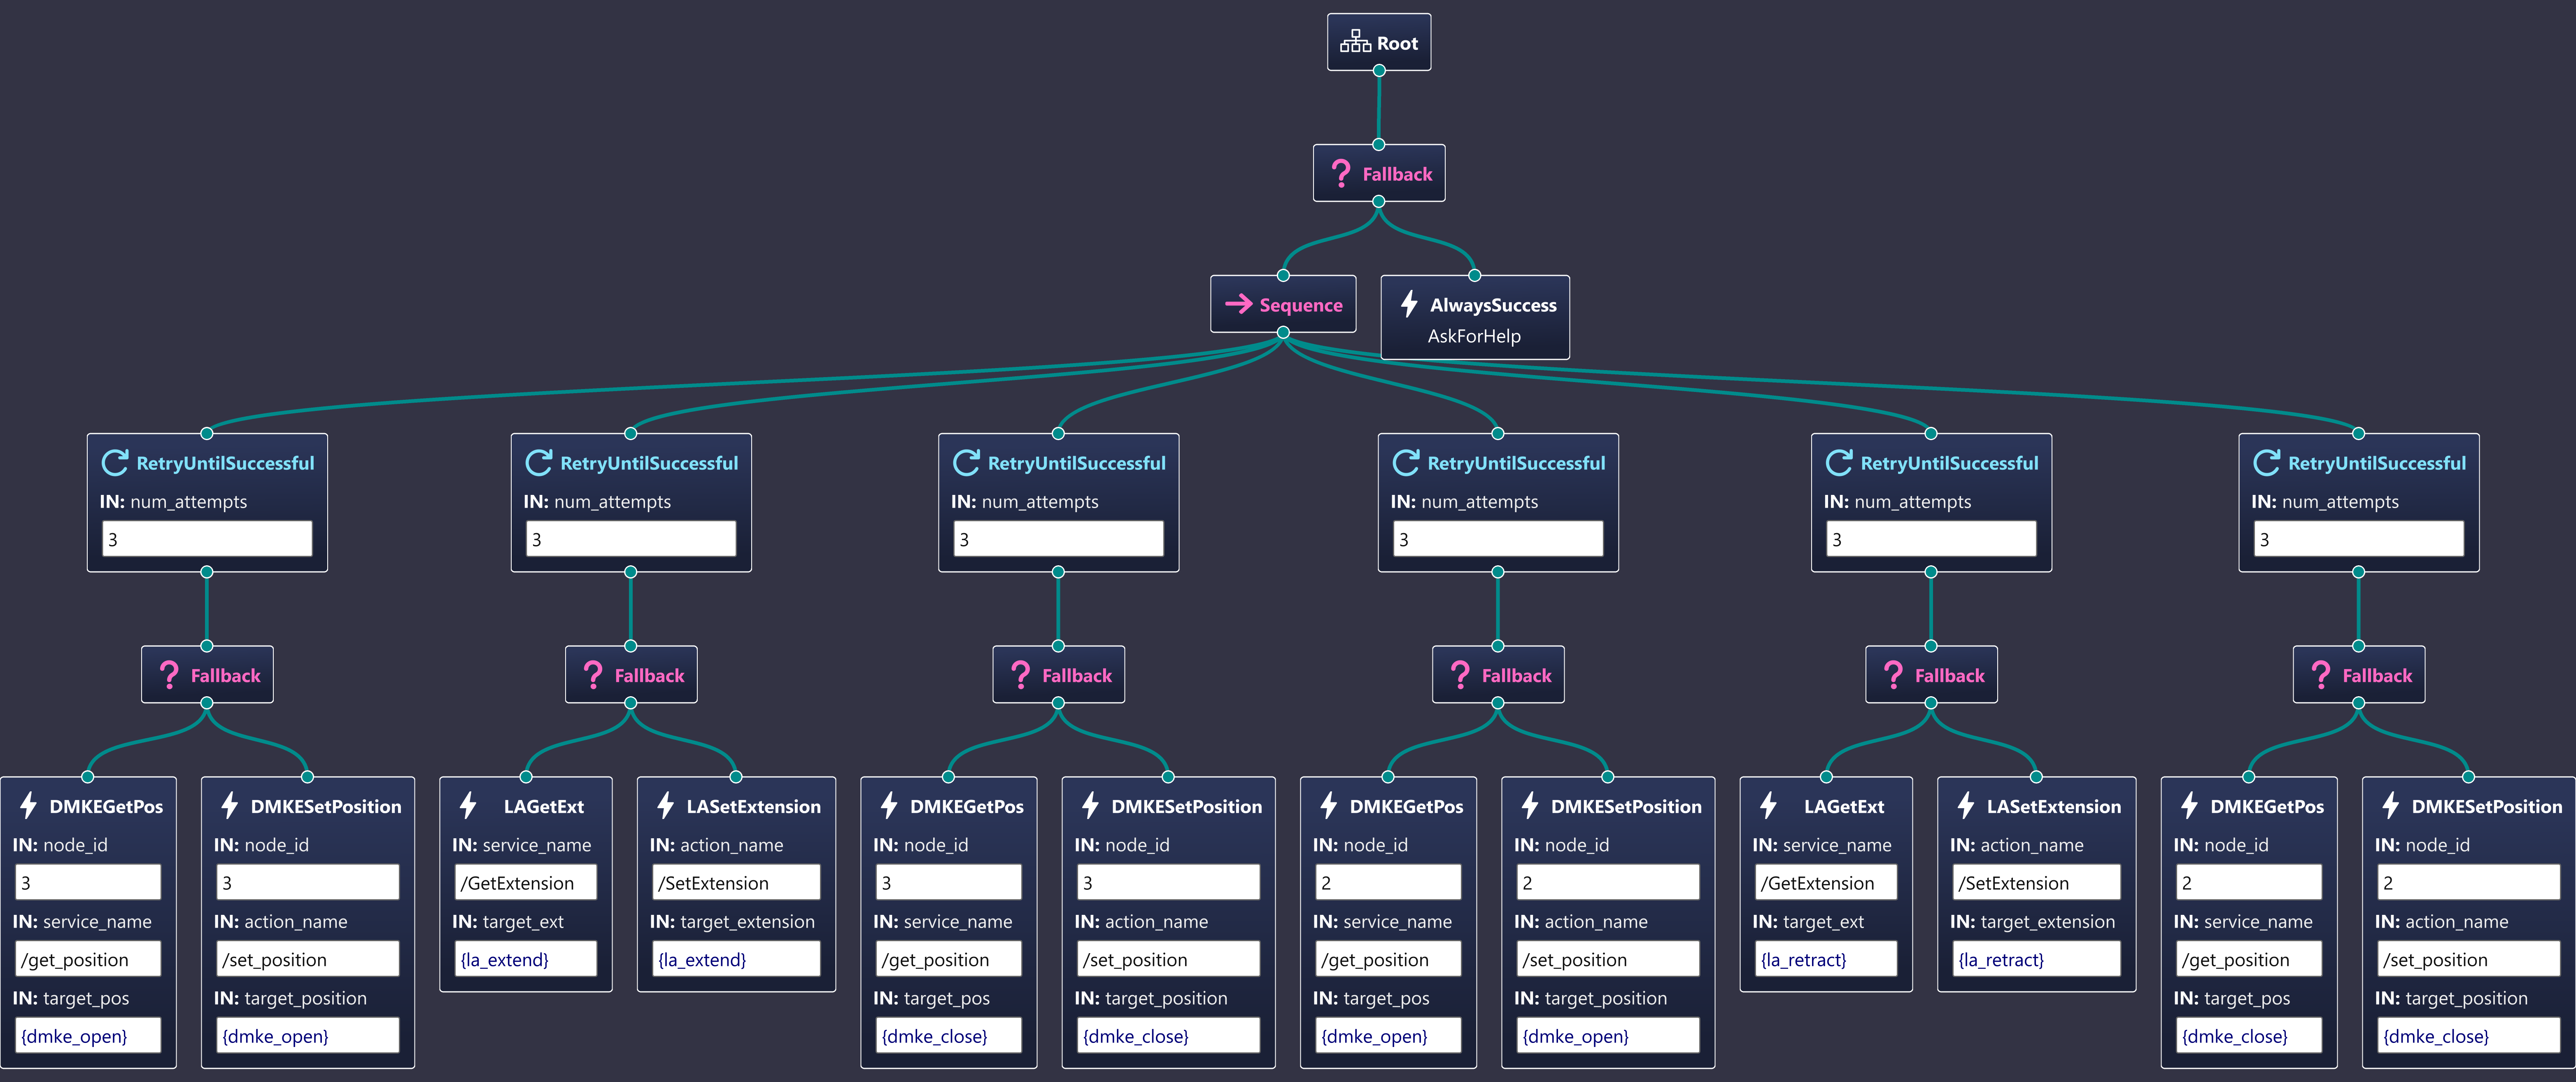 Root
Fallback
Sequence
AlwaysSuccess
AskForHelp
RetryUntilSuccessful
IN: num_attempts
3
RetryUntilSuccessful
IN: num_attempts
3
RetryUntilSuccessful
IN: num_attempts
3
RetryUntilSuccessful
IN: num_attempts
3
RetryUntilSuccessful
IN: num_attempts
3
RetryUntilSuccessful
IN: num_attempts
3
? Fallback
? Fallback
? Fallback
? Fallback
? Fallback
? Fallback
DMKEGetPos
IN: node_id
3
IN: service_name
/get_position
IN: target_pos
{dmke_open}
DMKESetPosition
IN: node_id
3
IN: action_name
/set_position
IN: target_position
{dmke_open}
LAGetExt
IN: service_name
/GetExtension
IN: target_ext
{la_extend}
LASetExtension
IN: action_name
/SetExtension
IN: target_extension
{la_extend}
DMKEGetPos
IN: node_id
3
IN: service_name
/get_position
IN: target_pos
{dmke_close}
DMKESetPosition
IN: node_id
3
IN: action_name
/set_position
IN: target_position
{dmke_close}
DMKEGetPos
IN: node_id
2
IN: service_name
/get_position
IN: target_pos
{dmke_open}
DMKESetPosition
IN: node_id
2
IN: action_name
/set_position
IN: target_position
{dmke_open}
LAGetExt
IN: service_name
/GetExtension
IN: target_ext
{la_retract}
LASetExtension
IN: action_name
/SetExtension
IN: target_extension
{la_retract}
DMKEGetPos
IN: node_id
2
IN: service_name
/get_position
IN: target_pos
{dmke_close}
DMKESetPosition
IN: node_id
2
IN: action_name
/set_position
IN: target_position
{dmke_close}